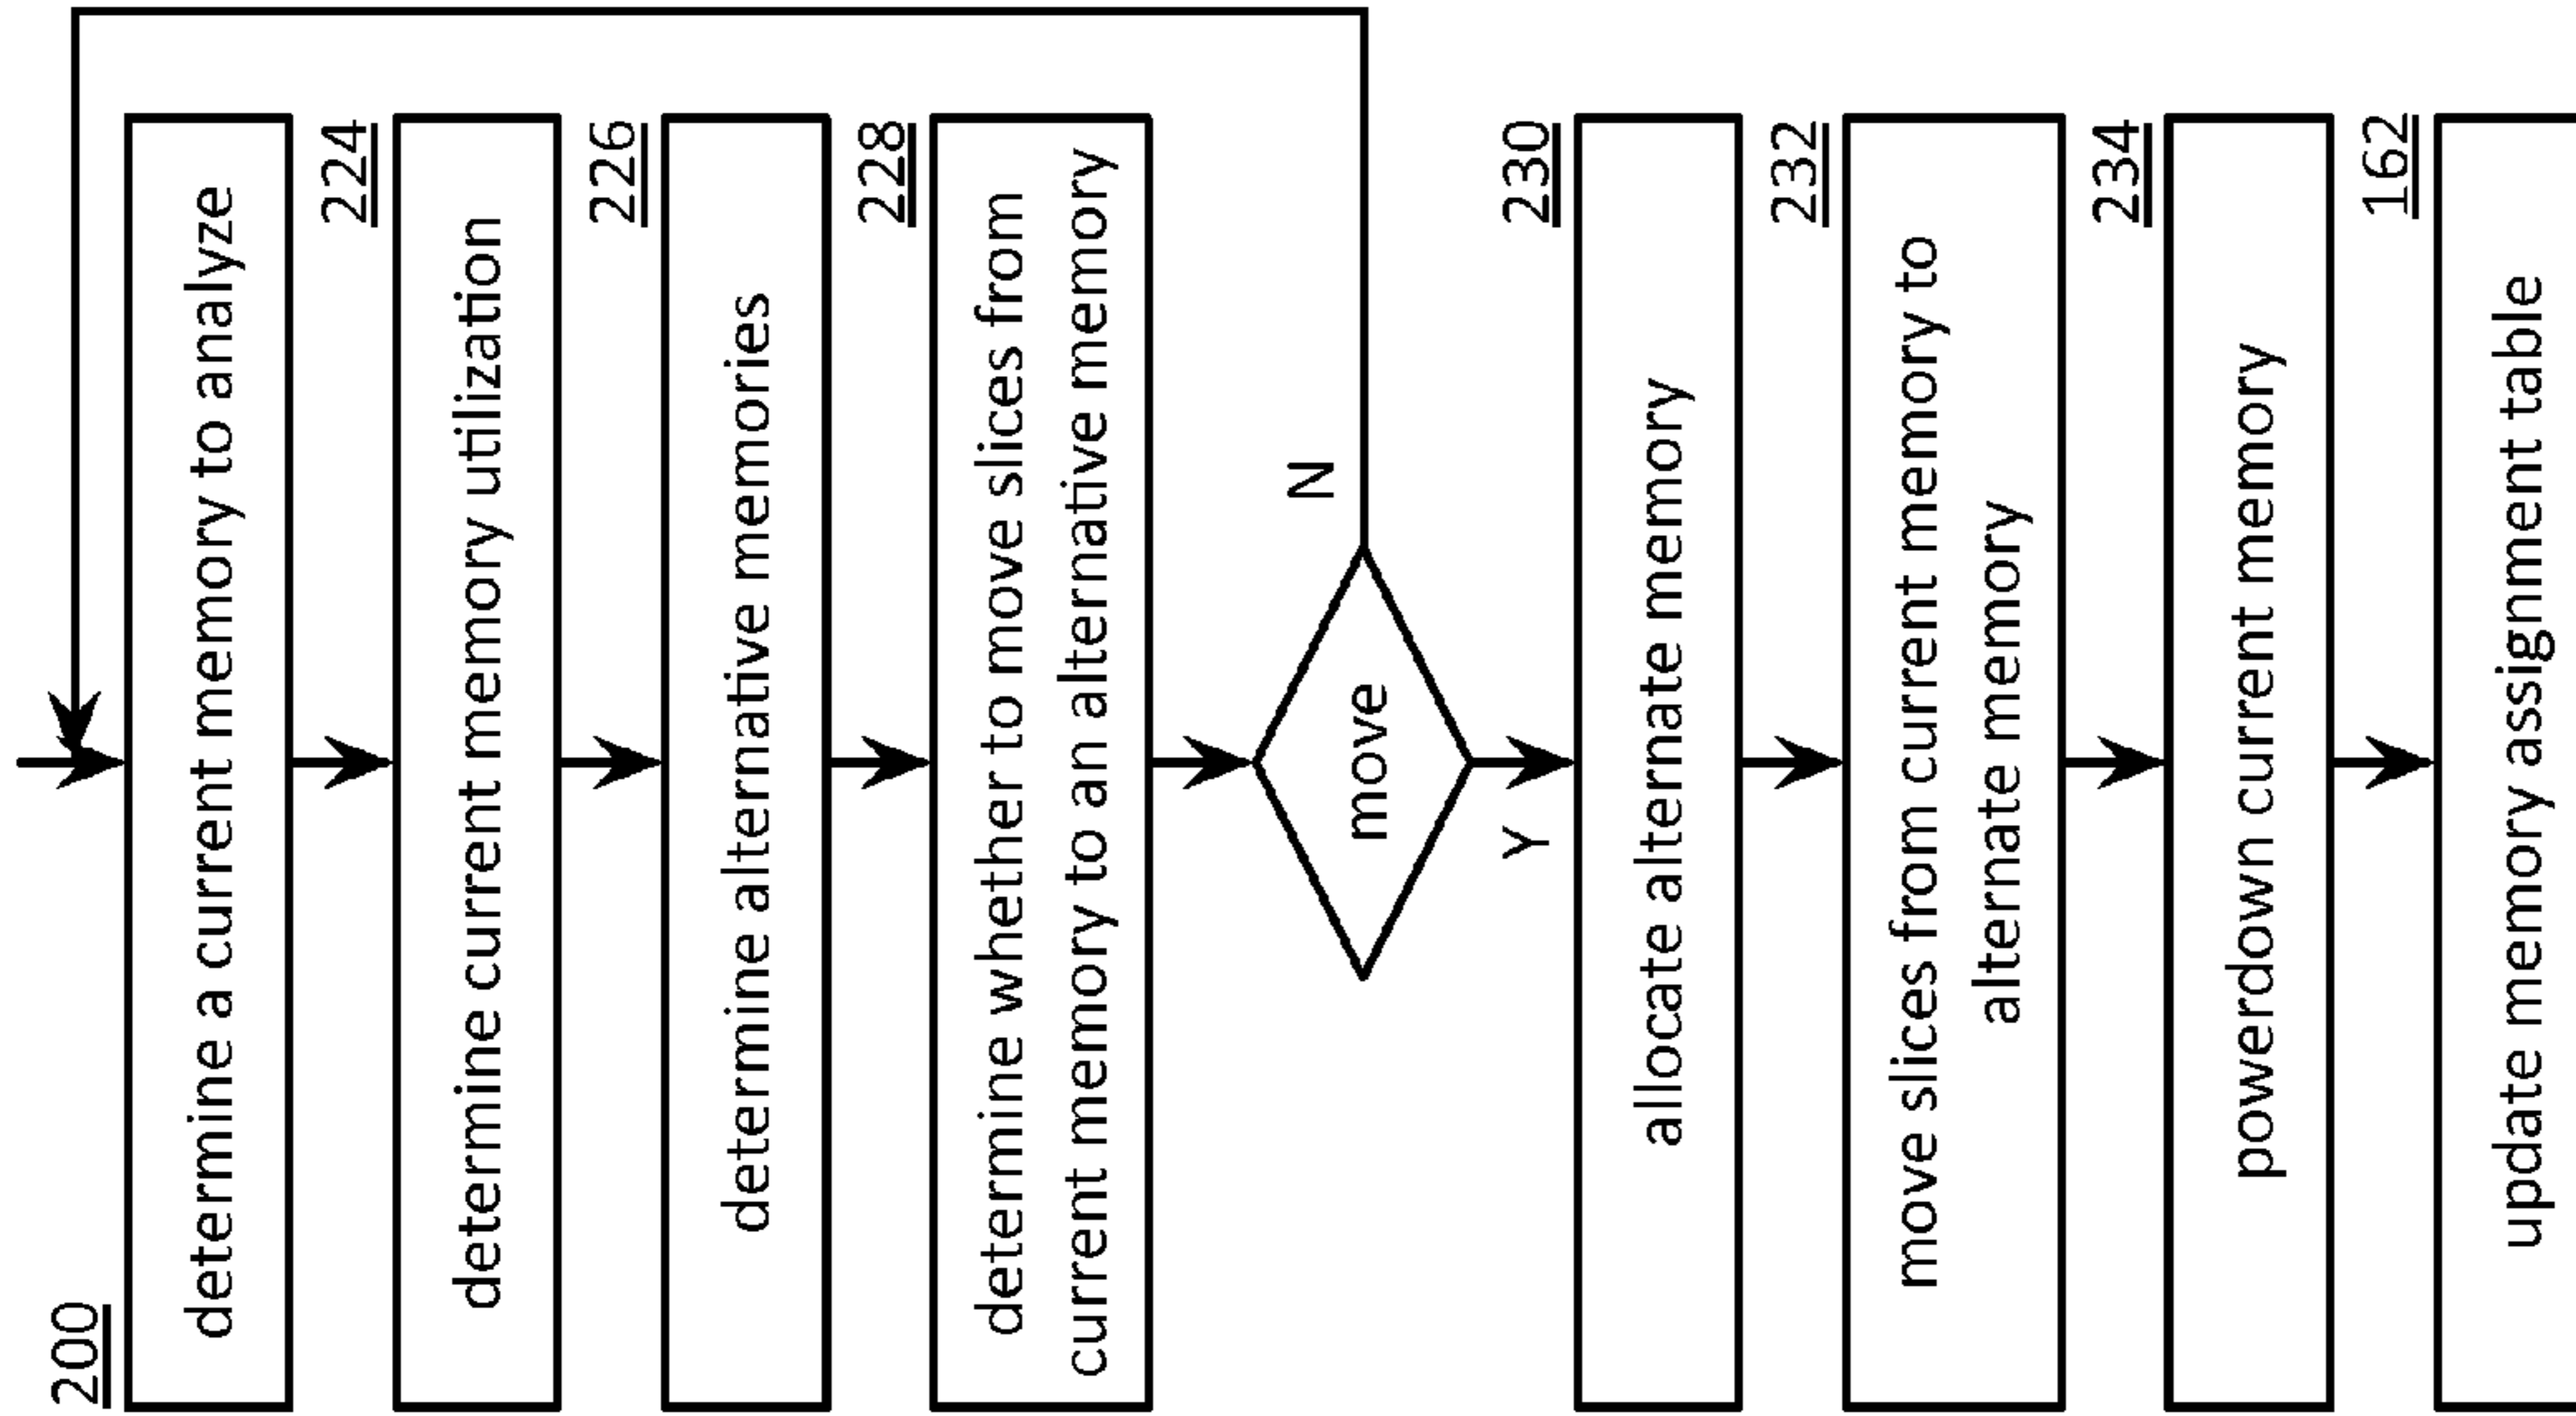 200
determine a current memory to analyze
224
determine current memory utilization
226
determine alternative memories
228
determine whether to move slices from
current memory to an alternative memory
move
N
Y
230
allocate alternate memory
232
move slices from current memory to
alternate memory
234
powerdown current memory
162
update memory assignment table